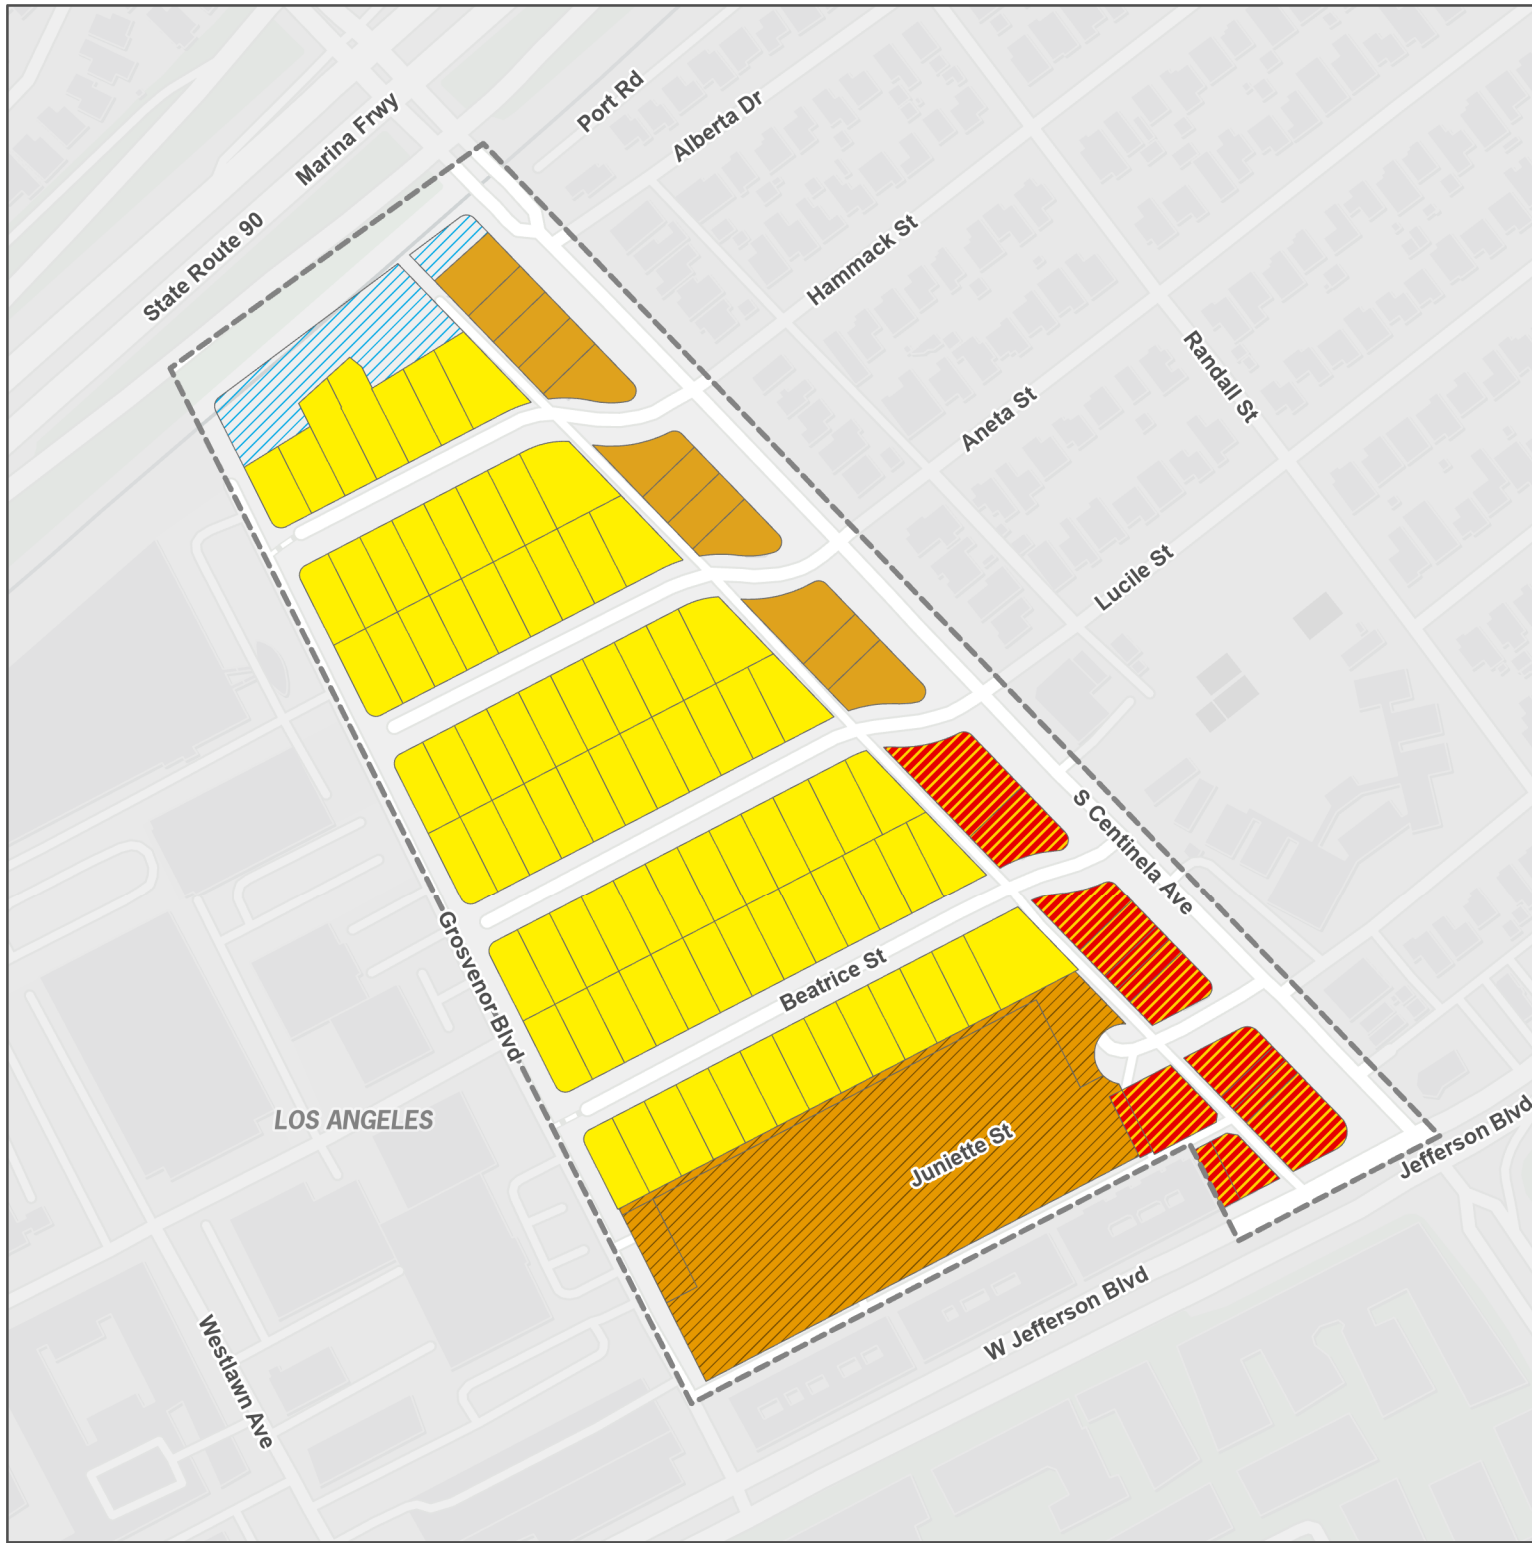 Port Rd
Marina Frwy
Alberta Dr
State Route 90
Hammack St
Randall St
Aneta St
Lucile St
S Centinela Ave
Grosvenor Blvd
Beatrice St
LOS ANGELES
Juniette St
Jefferson Blvd
W Jefferson Blvd
Westlawn Ave